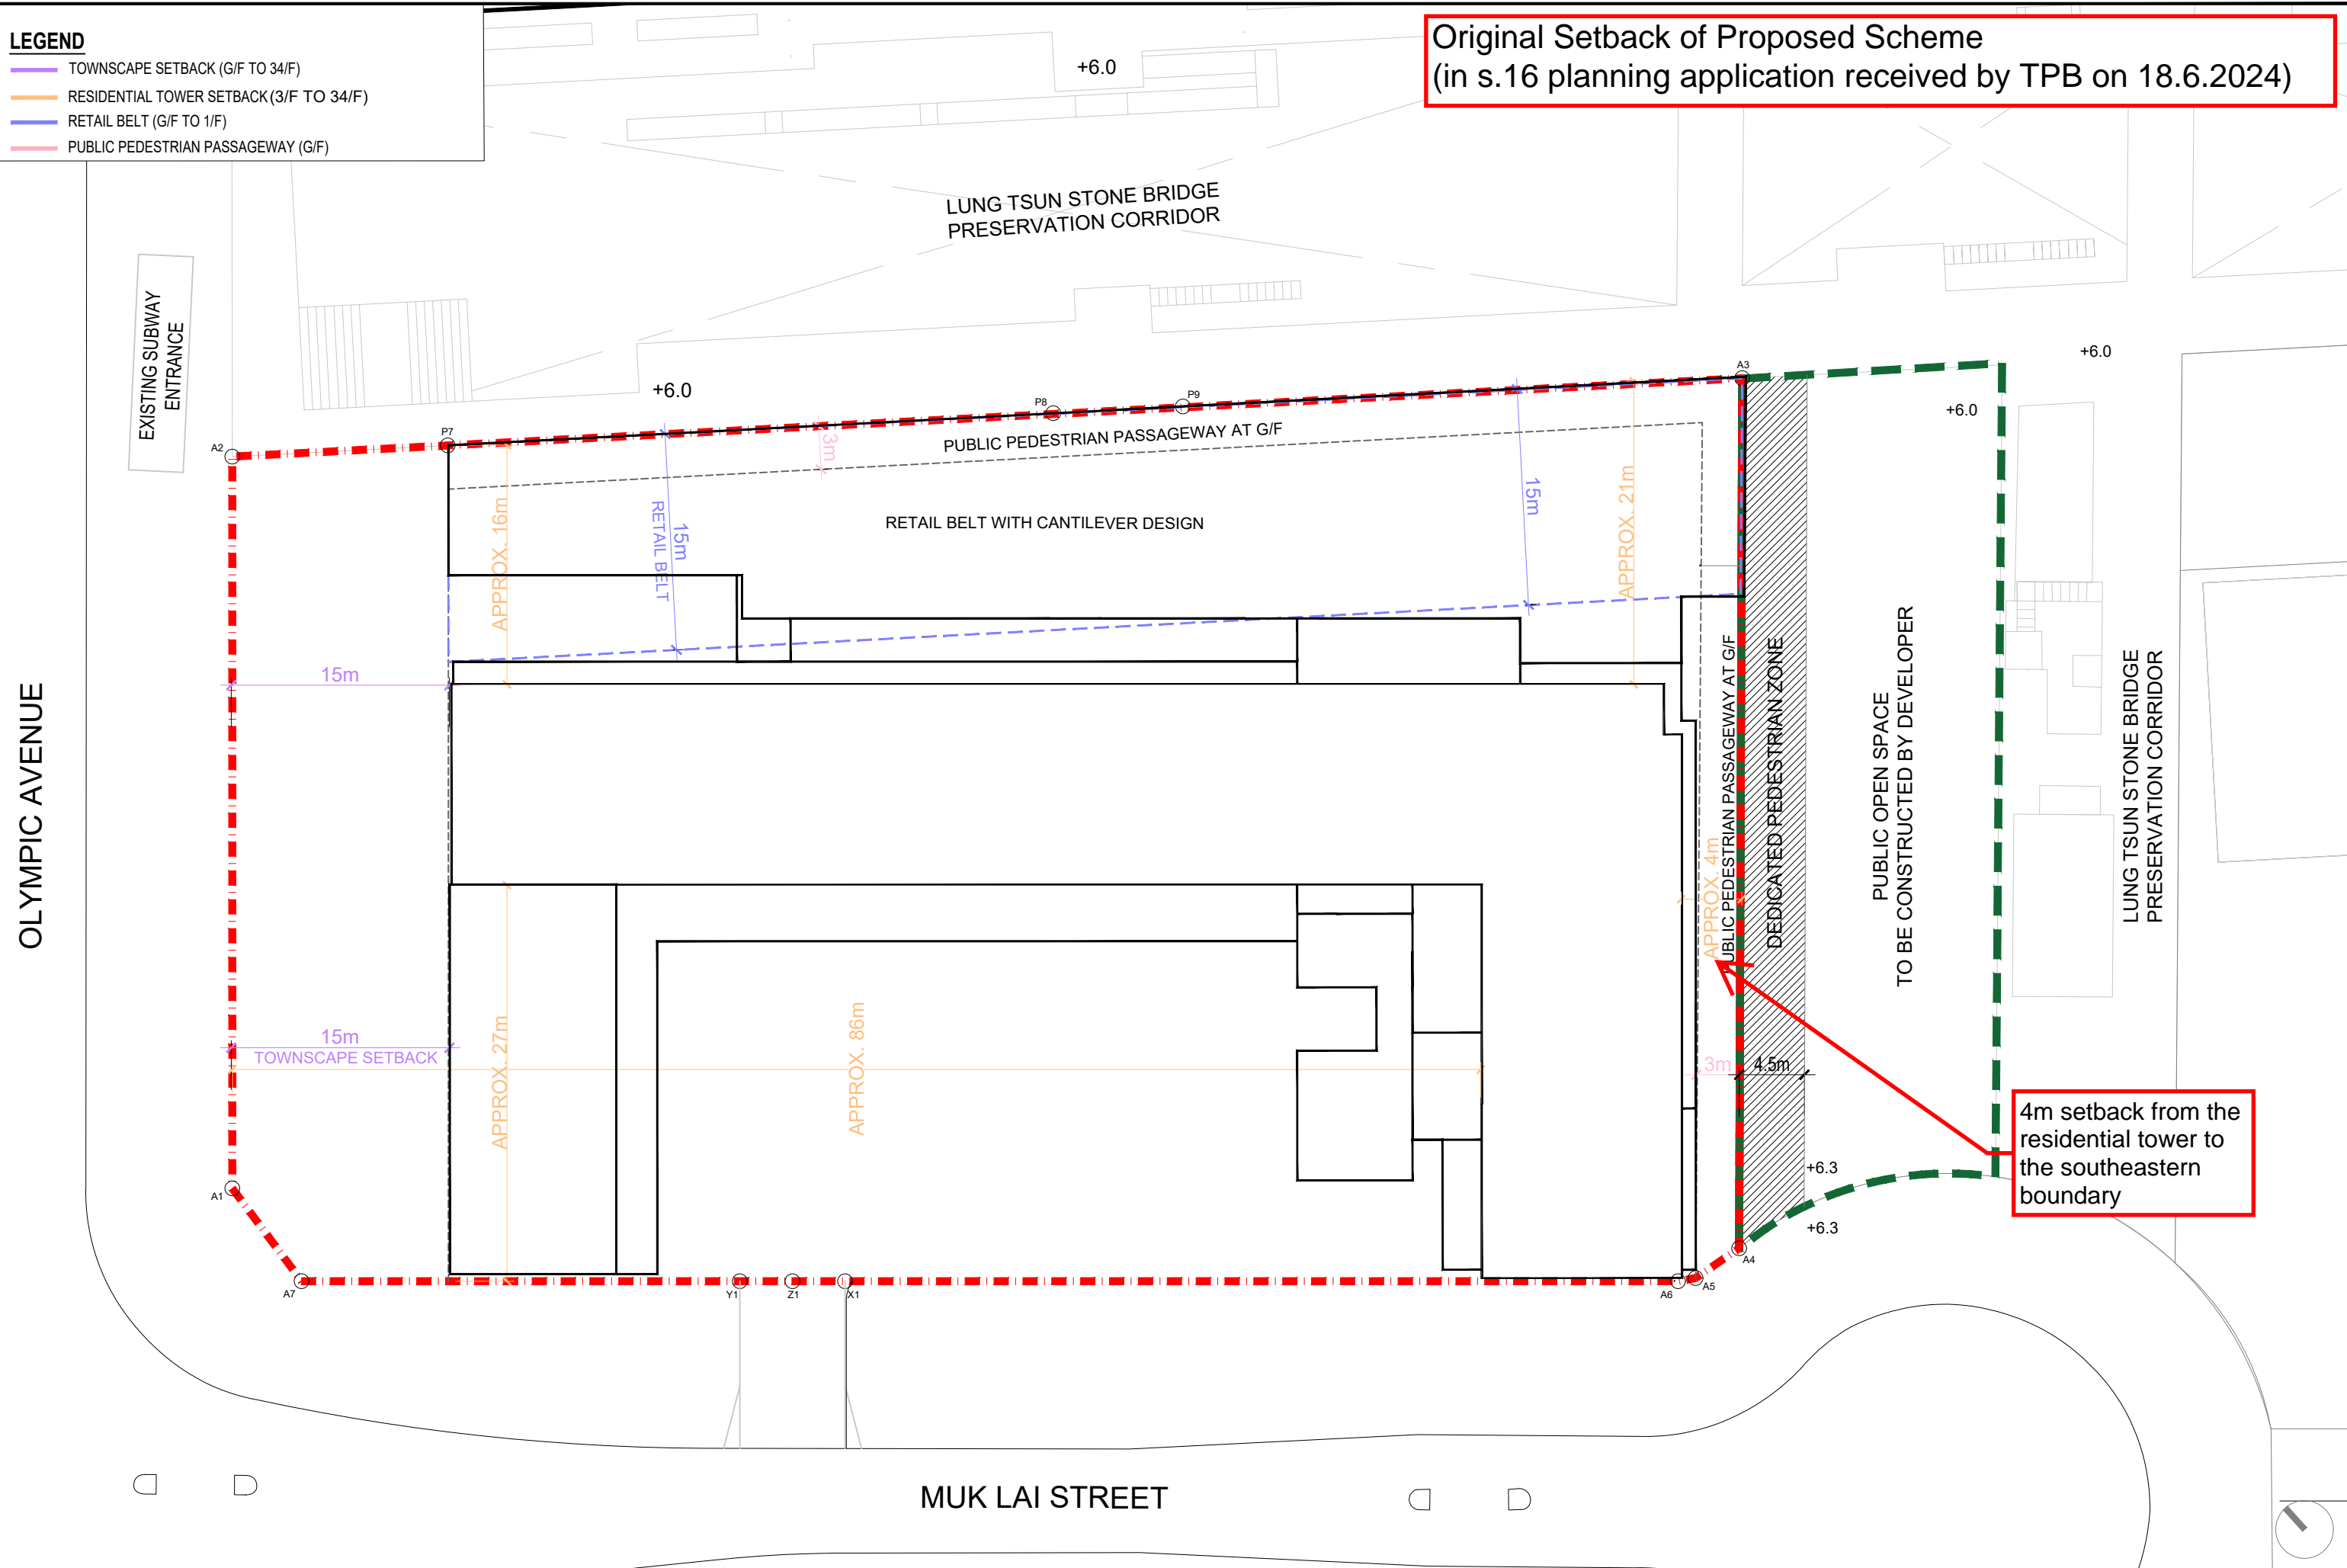 LEGEND
TOWNSCAPE SETBACK (G/F TO 34/F)
RESIDENTIAL TOWER SETBACK (3/F TO 34/F)
RETAIL BELT (G/F TO 1/F)
PUBLIC PEDESTRIAN PASSAGEWAY (G/F)
Original Setback of Proposed Scheme
(in s.16 planning application received by TPB on 18.6.2024)
+6.0
LUNG TSUN STONE BRIDGE
PRESERVATION CORRIDOR
EXISTING SUBWAY
ENTRANCE
+6.0
+6.0
+6.0
A2
P7
P8
P9
A3
3m
PUBLIC PEDESTRIAN PASSAGEWAY AT G/F
RETAIL BELT WITH CANTILEVER DESIGN
APPROX. 16m
15m
RETAIL BELT
15m
APPROX. 21m
15m
OLYMPIC AVENUE
PUBLIC PEDESTRIAN PASSAGEWAY AT G/F
DEDICATED PEDESTRIAN ZONE
PUBLIC OPEN SPACE
TO BE CONSTRUCTED BY DEVELOPER
LUNG TSUN STONE BRIDGE
PRESERVATION CORRIDOR
APPROX. 4m
15m
TOWNSCAPE SETBACK
APPROX. 27m
APPROX. 86m
3m
4.5m
4m setback from the
residential tower to
the southeastern
boundary
+6.3
+6.3
A1
A7
Y1
Z1
X1
A6
A5
A4
MUK LAI STREET